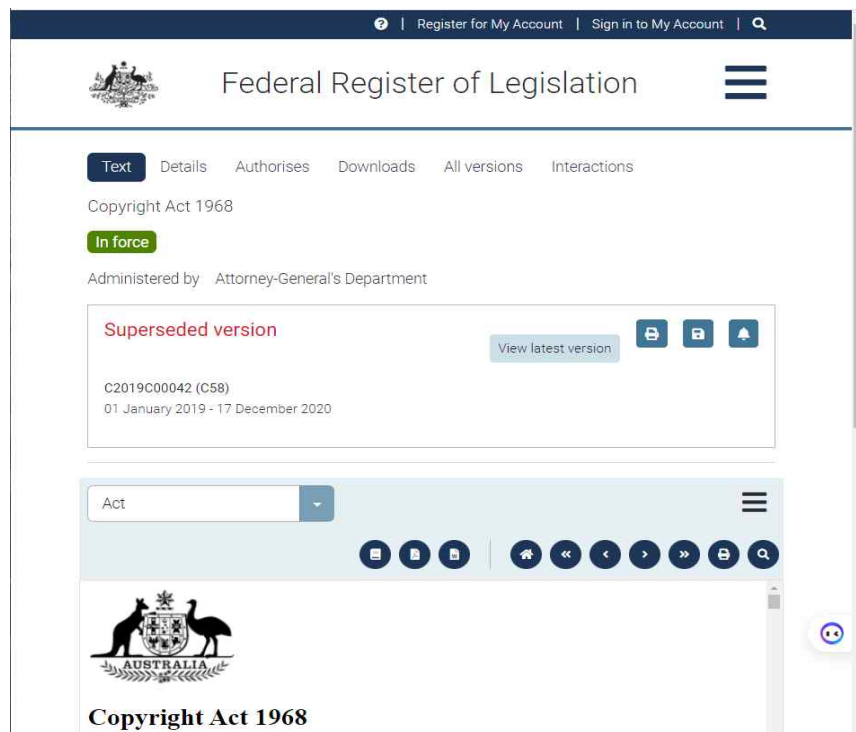 Register for My Account | Sign in to My Account |
Federal Register of Legislation
Text Details Authorises Downloads All versions Interactions
Copyright Act 1968
In force
Administered by Attorney-General's Department
Superseded version
View latest version
C2019C00042 (C58)
01 January 2019 - 17 December 2020
Act
AUSTRALIA
Copyright Act 1968